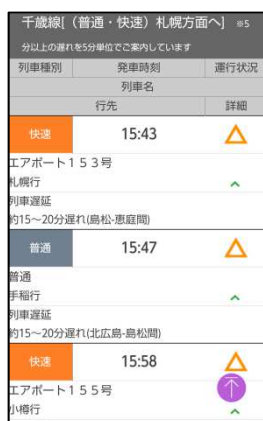 千歳線[（普通・快速）札幌方面へ] ※5
分以上の遅れを5分単位でご案内しています
列車種別 発車時刻 運行状況
列車名
行先 詳細
快速 15:43
エアポート１５３号
札幌行
列車遅延
約15～20分遅れ(島松-恵庭間)
普通 15:47
普通
手稲行
列車遅延
約15～20分遅れ(北広島-島松間)
快速 15:58
エアポート１５５号
小樽行